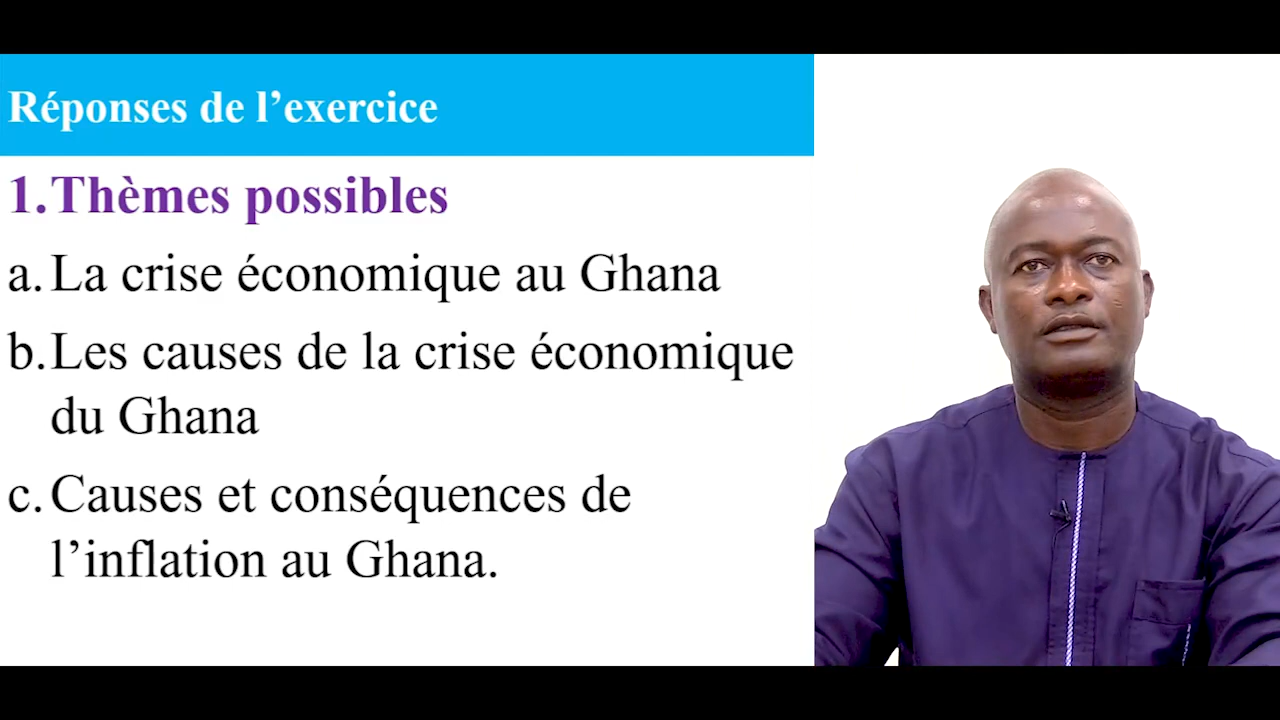 Réponses de l’exercice
1.Thèmes possibles
a. La crise économique au Ghana
b. Les causes de la crise économique
du Ghana
c. Causes et conséquences de
l’inflation au Ghana.